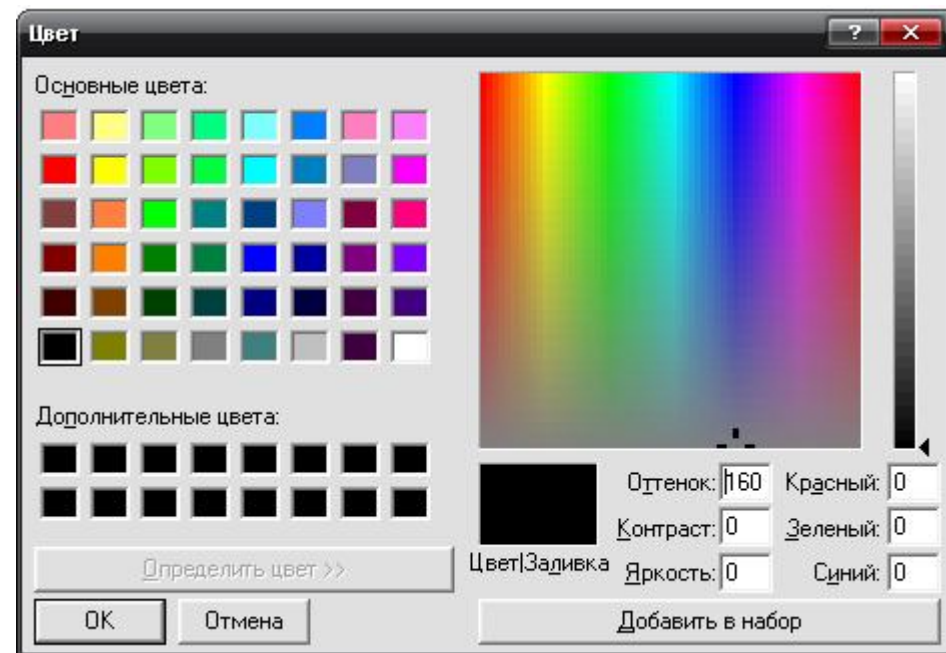 Цвет
Основные цвета:
Дополнительные цвета:
Определить цвет >>
OK
Отмена
Цвет|Заливка
Оттенок: 160
Контраст: 0
Яркость: 0
Красный: 0
Зеленый: 0
Синий: 0
Добавить в набор